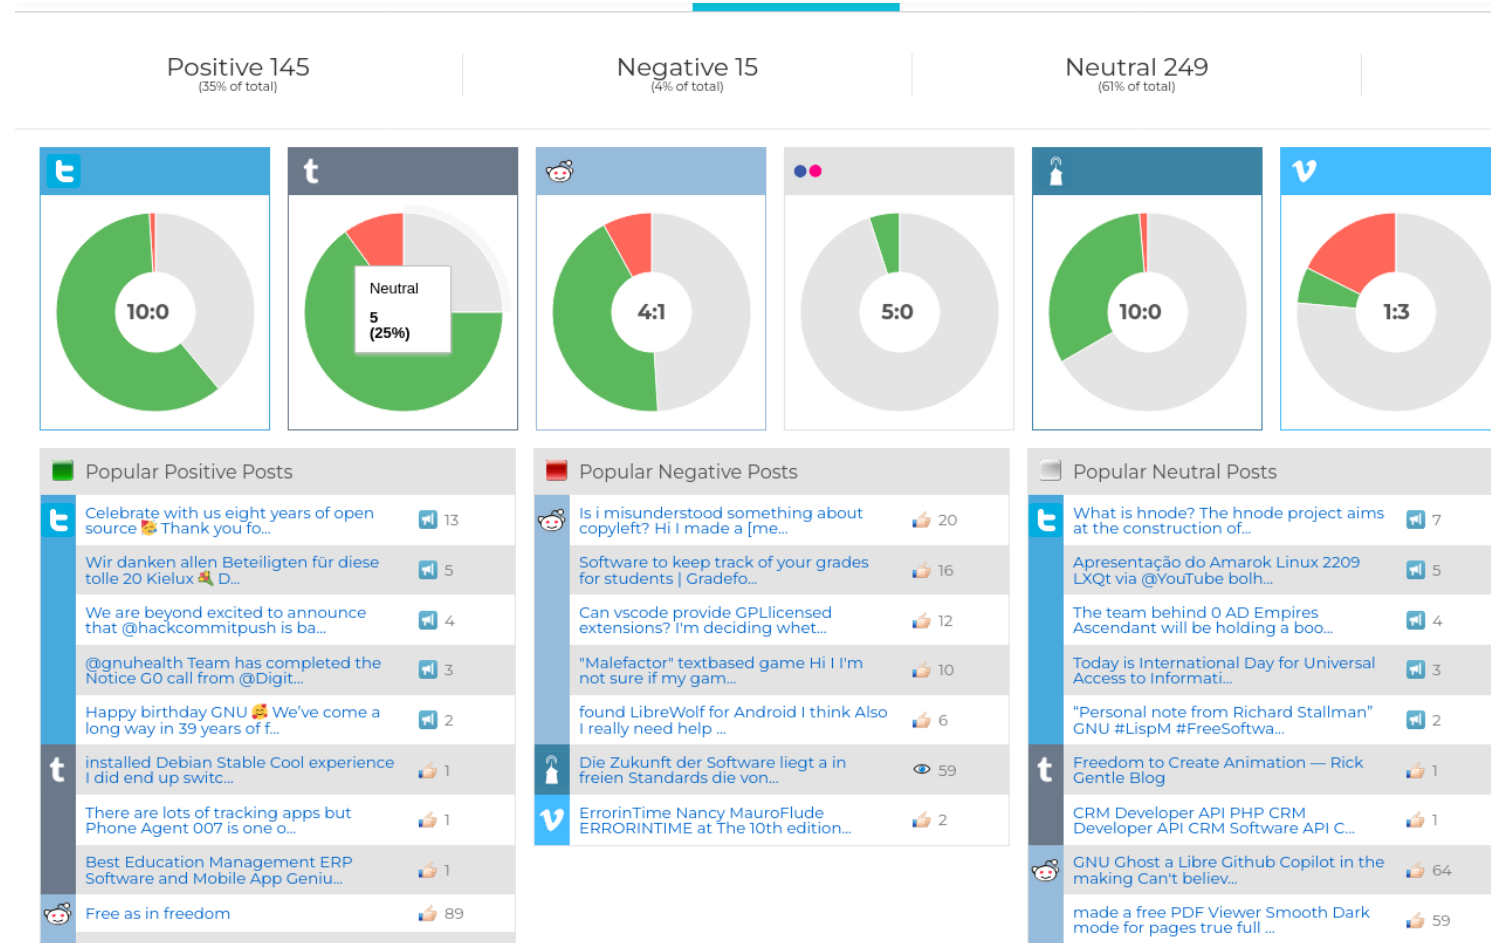 Positive 145
(35% of total)
Negative 15
(4% of total)
Neutral 249
(61% of total)
10:0
Neutral
5
(25%)
4:1
5:0
10:0
1:3
Popular Positive Posts
Celebrate with us eight years of open
source 🥳 Thank you fo...
13
Wir danken allen Beteiligten für diese
tolle 20 Kielux 💐 D...
5
We are beyond excited to announce
that @hackcommitpush is ba...
4
@gnuhealth Team has completed the
Notice G0 call from @Digit...
3
Happy birthday GNU 🥰 We've come a
long way in 39 years of f...
2
installed Debian Stable Cool experience
I did end up switc...
1
There are lots of tracking apps but
Phone Agent 007 is one o...
1
Best Education Management ERP
Software and Mobile App Geniu...
1
Free as in freedom
89
Popular Negative Posts
Is i misunderstood something about
copyleft? Hi I made a [me...
20
Software to keep track of your grades
for students | Gradefo...
16
Can vscode provide GPLlicensed
extensions? I'm deciding whet...
12
"Malefactor" textbased game Hi I I'm
not sure if my gam...
10
found LibreWolf for Android I think Also
I really need help ...
6
Die Zukunft der Software liegt a in
freien Standards die von...
59
ErrorinTime Nancy MauroFlude
ERRORINTIME at The 10th edition...
2
Popular Neutral Posts
What is hnode? The hnode project aims
at the construction of...
7
Apresentação do Amarok Linux 2209
LXQt via @YouTube bolh...
5
The team behind 0 AD Empires
Ascendant will be holding a boo...
4
Today is International Day for Universal
Access to Informati...
3
“Personal note from Richard Stallman”
GNU #LispM #FreeSoftwa...
2
Freedom to Create Animation — Rick
Gentle Blog
1
CRM Developer API PHP CRM
Developer API CRM Software API C...
1
GNU Ghost a Libre Github Copilot in the
making Can't believ...
64
made a free PDF Viewer Smooth Dark
mode for pages true full ...
59